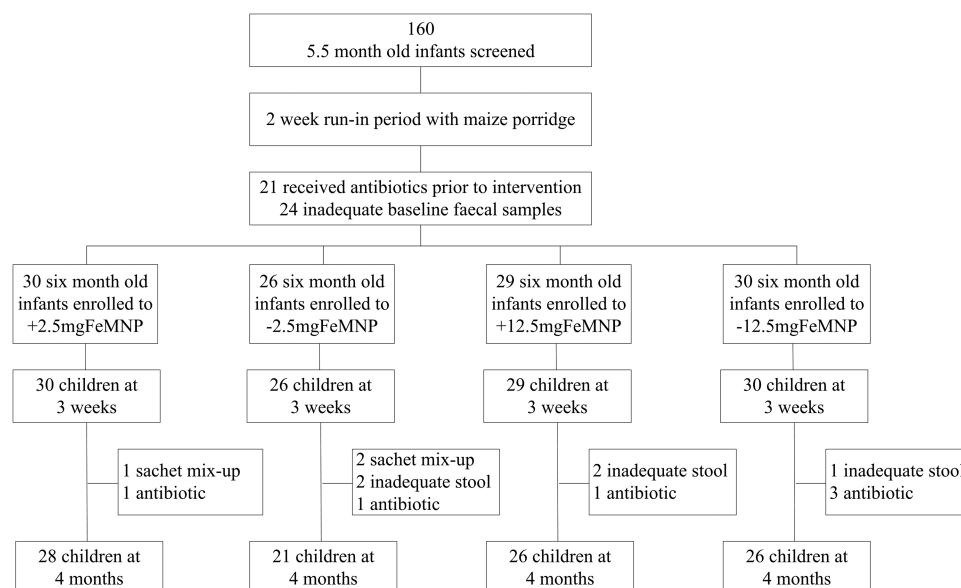 160
5.5 month old infants screened
2 week run-in period with maize porridge
21 received antibiotics prior to intervention
24 inadequate baseline faecal samples
30 six month old
infants enrolled to
+2.5mgFeMNP
26 six month old
infants enrolled to
-2.5mgFeMNP
29 six month old
infants enrolled to
+12.5mgFeMNP
30 six month old
infants enrolled to
-12.5mgFeMNP
30 children at
3 weeks
26 children at
3 weeks
29 children at
3 weeks
30 children at
3 weeks
1 sachet mix-up
1 antibiotic
2 sachet mix-up
2 inadequate stool
1 antibiotic
2 inadequate stool
1 antibiotic
1 inadequate stool
3 antibiotic
28 children at
4 months
21 children at
4 months
26 children at
4 months
26 children at
4 months